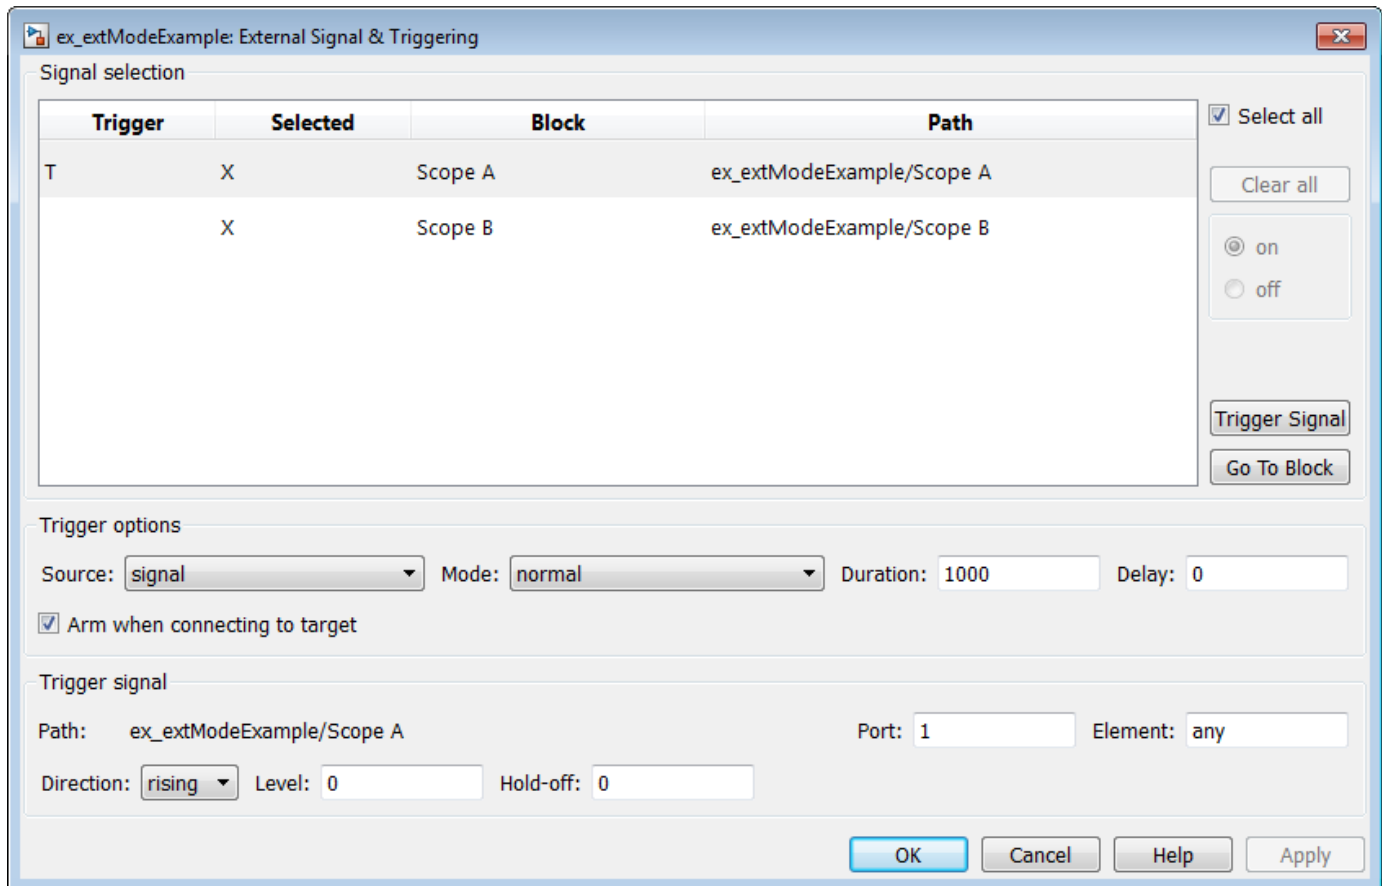 ex_extModeExample: External Signal & Triggering
Signal selection
Trigger Selected Block Path
Select all
T X Scope A ex_extModeExample/Scope A
Clear all
X Scope B ex_extModeExample/Scope B
on
off
Trigger Signal
Go To Block
Trigger options
Source: signal Mode: normal Duration: 1000 Delay: 0
Arm when connecting to target
Trigger signal
Path: ex_extModeExample/Scope A Port: 1 Element: any
Direction: rising Level: 0 Hold-off: 0
OK Cancel Help Apply